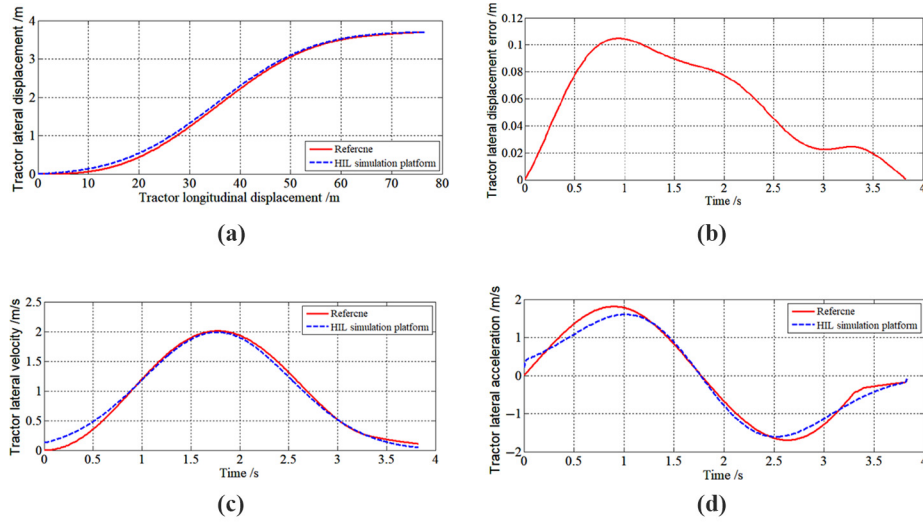 Tractor lateral displacement /m
4
3
2
1
0
0 10 20 30 40 50 60 70 80
Tractor longitudinal displacement /m
Refercne
HIL simulation platform
(a)
Tractor lateral displacement error /m
0.12
0.1
0.08
0.06
0.04
0.02
0
0 0.5 1 1.5 2 2.5 3 3.5 4
Time /s
(b)
Tractor lateral velocity /m/s
2.5
2
1.5
1
0.5
0
0 0.5 1 1.5 2 2.5 3 3.5 4
Time /s
Refercne
HIL simulation platform
(c)
Tractor lateral acceleration /m/s
2
1
0
−1
−2
0 0.5 1 1.5 2 2.5 3 3.5 4
Time /s
Refercne
HIL simulation platform
(d)